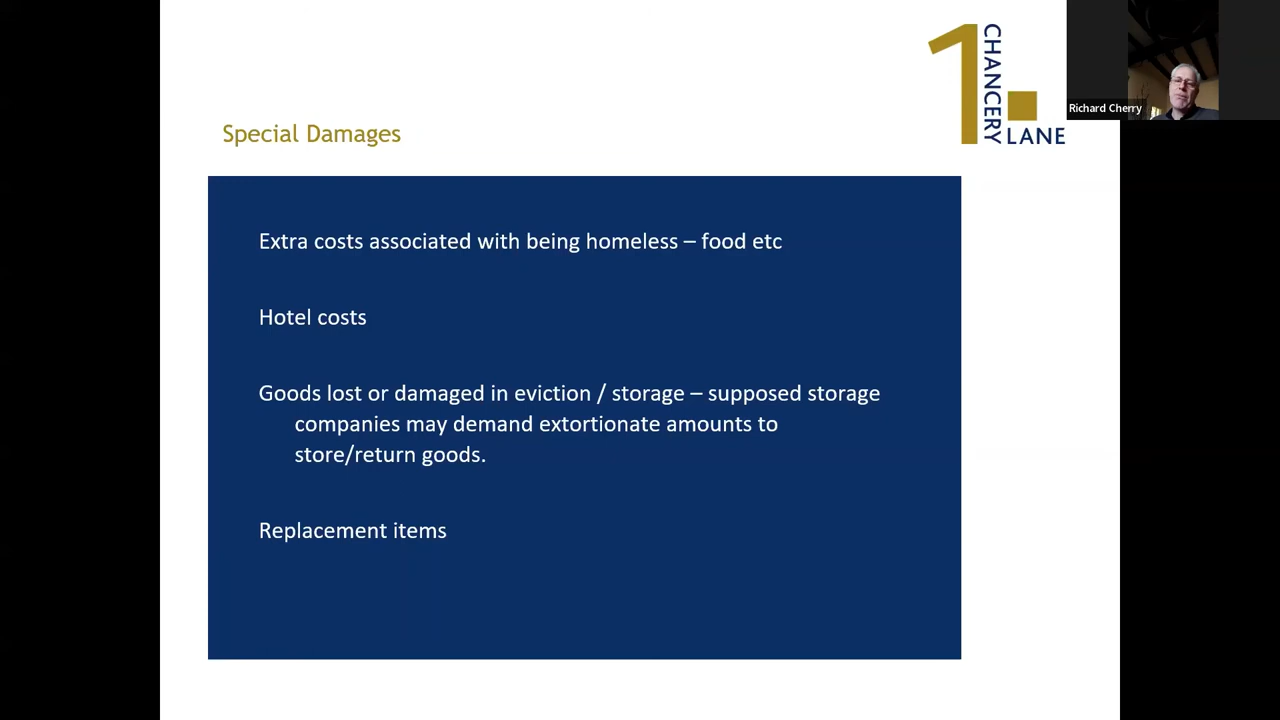 1 CHANCERY LANE
Richard Cherry
Special Damages
Extra costs associated with being homeless – food etc
Hotel costs
Goods lost or damaged in eviction / storage – supposed storage
companies may demand extortionate amounts to
store/return goods.
Replacement items